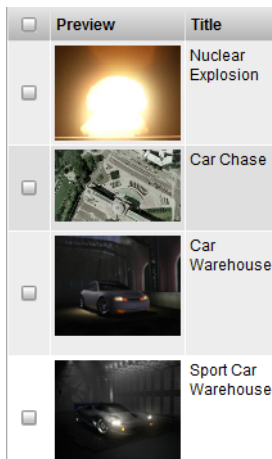 Preview Title
Nuclear
Explosion
Car Chase
Car
Warehouse
Sport Car
Warehouse